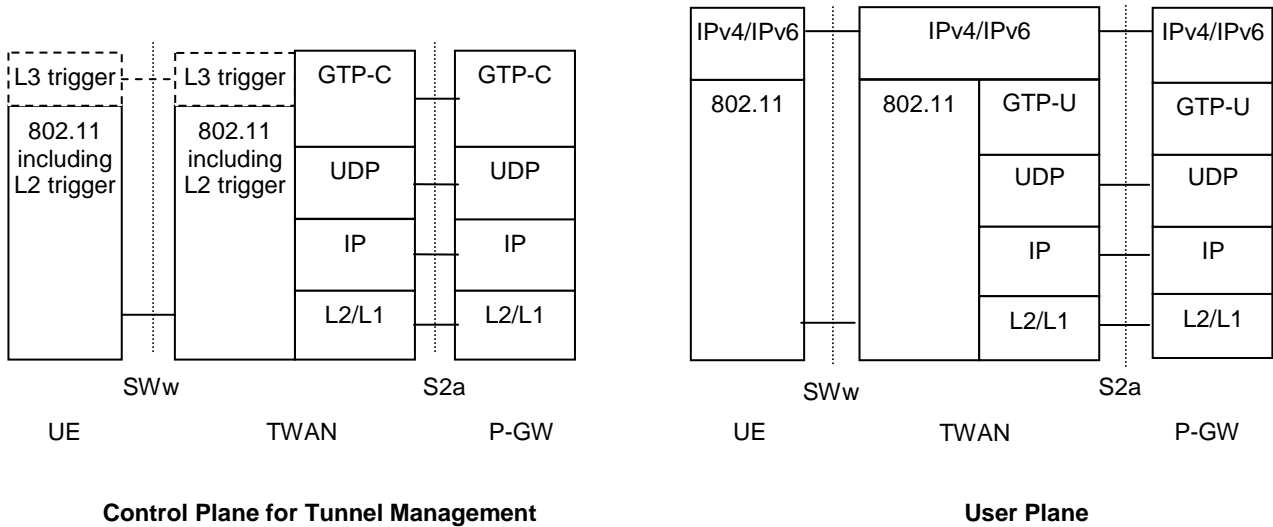 L3 trigger
802.11
including
L2 trigger
L3 trigger
802.11
including
L2 trigger
GTP-C
UDP
IP
L2/L1
GTP-C
UDP
IP
L2/L1
SWw
S2a
UE
TWAN
P-GW
Control Plane for Tunnel Management
IPv4/IPv6
802.11
IPv4/IPv6
802.11
GTP-U
UDP
IP
L2/L1
IPv4/IPv6
GTP-U
UDP
IP
L2/L1
SWw
S2a
UE
TWAN
P-GW
User Plane